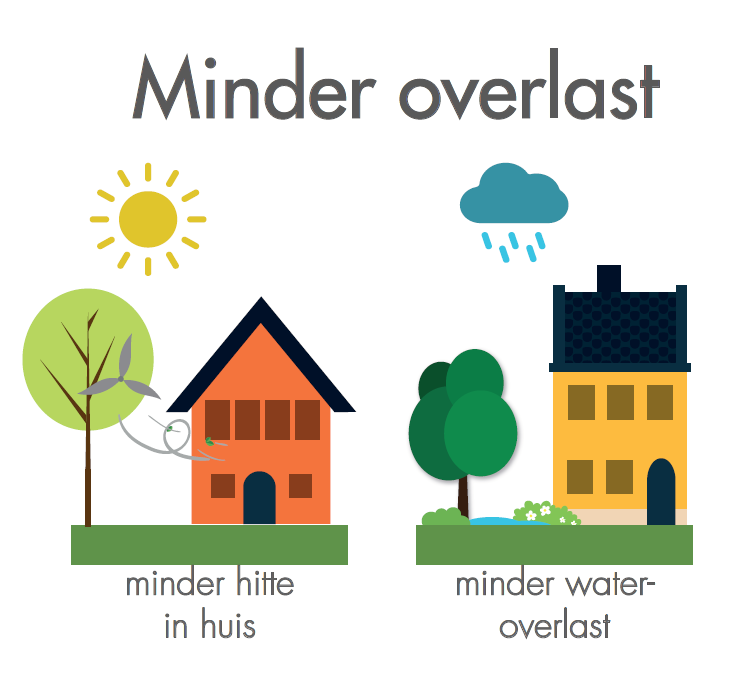 Minder overlast
minder hitte
in huis
minder water-
overlast